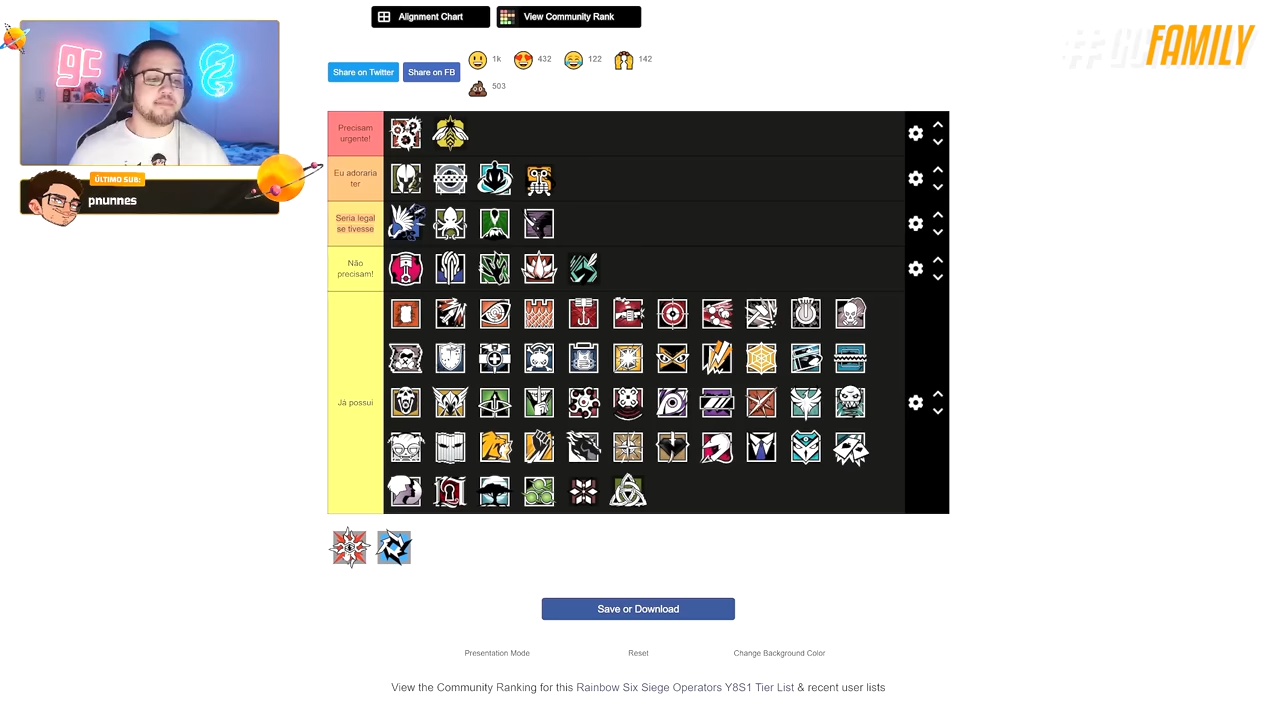 Alignment Chart
View Community Rank
#GOFAMILY
Share on Twitter
Share on FB
1k
432
122
142
503
gc
ÚLTIMO SUB:
pnunnes
Precisam
urgente!
Eu adoraria
ter
Seria legal
se tivesse
Não
precisam!
Já possui
Save or Download
Presentation Mode
Reset
Change Background Color
View the Community Ranking for this Rainbow Six Siege Operators Y8S1 Tier List & recent user lists